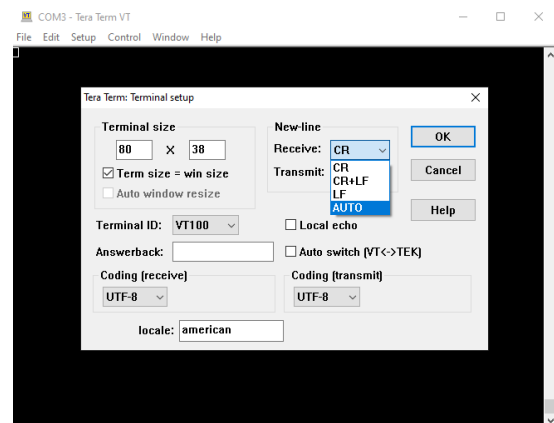 COM3 - Tera Term VT
File Edit Setup Control Window Help
Tera Term: Terminal setup
Terminal size
80 X 38
Term size = win size
Auto window resize
New-line
Receive: CR
CR
CR+LF
LF
AUTO
Transmit:
OK
Cancel
Help
Terminal ID: VT100
Local echo
Answerback:
Auto switch (VT<->TEK)
Coding (receive)
UTF-8
Coding (transmit)
UTF-8
locale: american